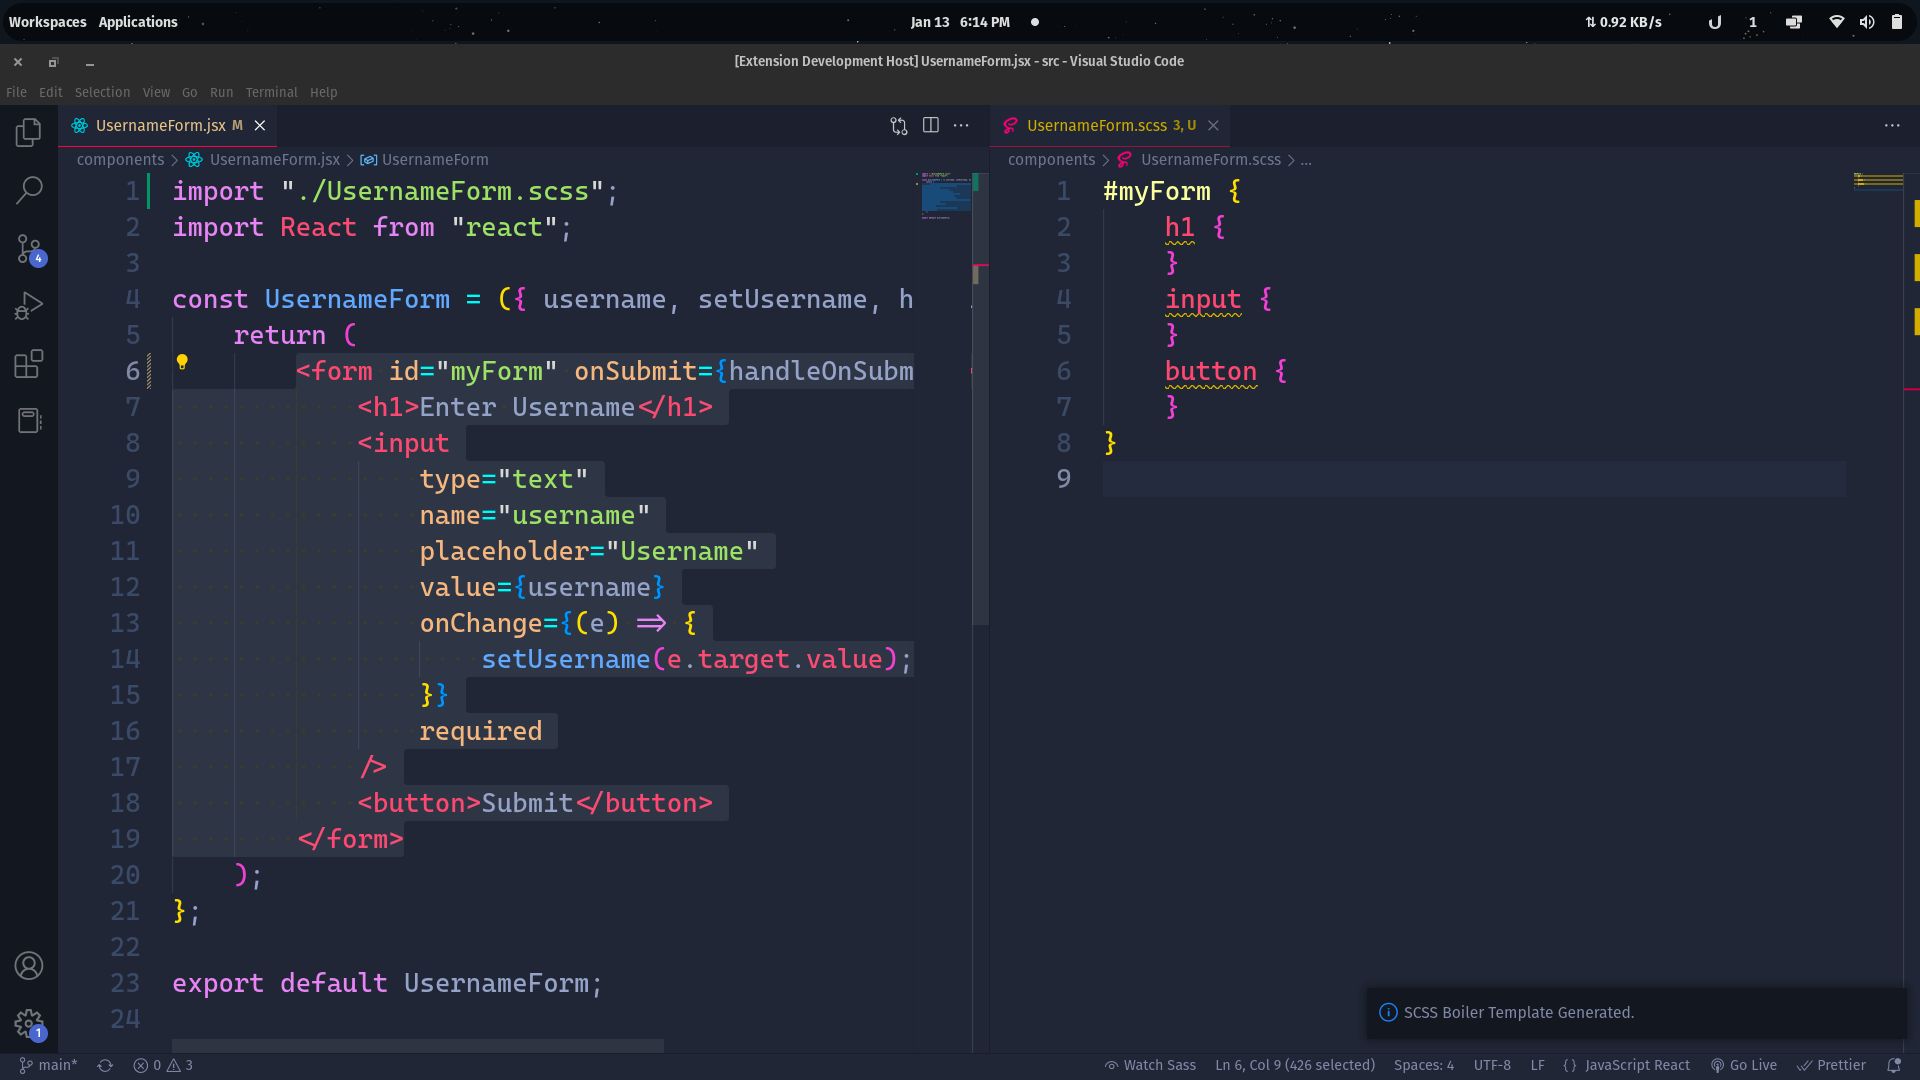 Workspaces Applications Jan 13 6:14 PM 0.92 KB/s 1
[Extension Development Host] UsernameForm.jsx - src - Visual Studio Code
File Edit Selection View Go Run Terminal Help
UsernameForm.jsx M
components > UsernameForm.jsx > UsernameForm
1 import "./UsernameForm.scss";
2 import React from "react";
3
4 const UsernameForm = ({ username, setUsername, h
5 return (
6 <form id="myForm" onSubmit={handleOnSubm
7 <h1>Enter Username</h1>
8 <input
9 type="text"
10 name="username"
11 placeholder="Username"
12 value={username}
13 onChange={(e) => {
14 setUsername(e.target.value);
15 }}
16 required
17 />
18 <button>Submit</button>
19 </form>
20 );
21 };
22
23 export default UsernameForm;
24
UsernameForm.scss 3, U
components > UsernameForm.scss > ...
1 #myForm {
2 h1 {
3 }
4 input {
5 }
6 button {
7 }
8 }
9
4
1
SCSS Boiler Template Generated.
main* 0 3 Watch Sass Ln 6, Col 9 (426 selected) Spaces: 4 UTF-8 LF {} JavaScript React Go Live Prettier